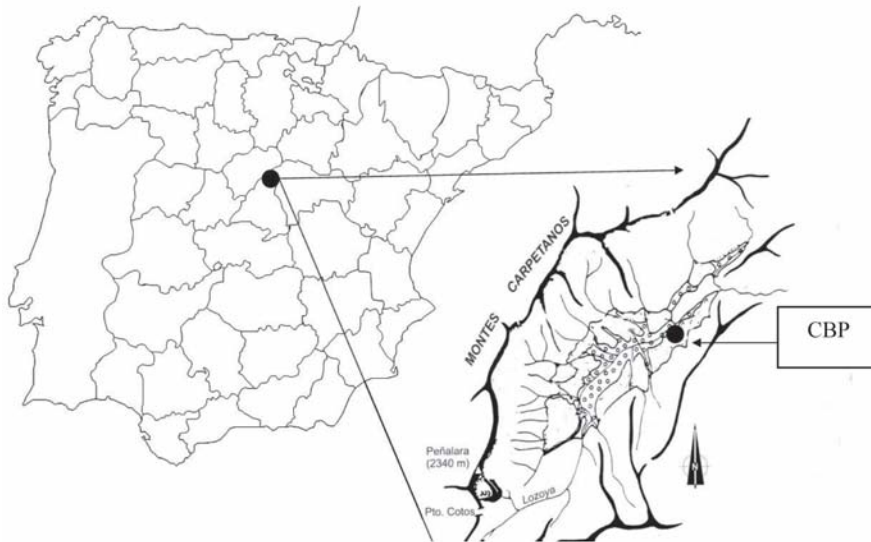 MONTES CARPETANOS
CBP
Peñalara
(2340 m)
Lozoya
Pto. Cotos
N